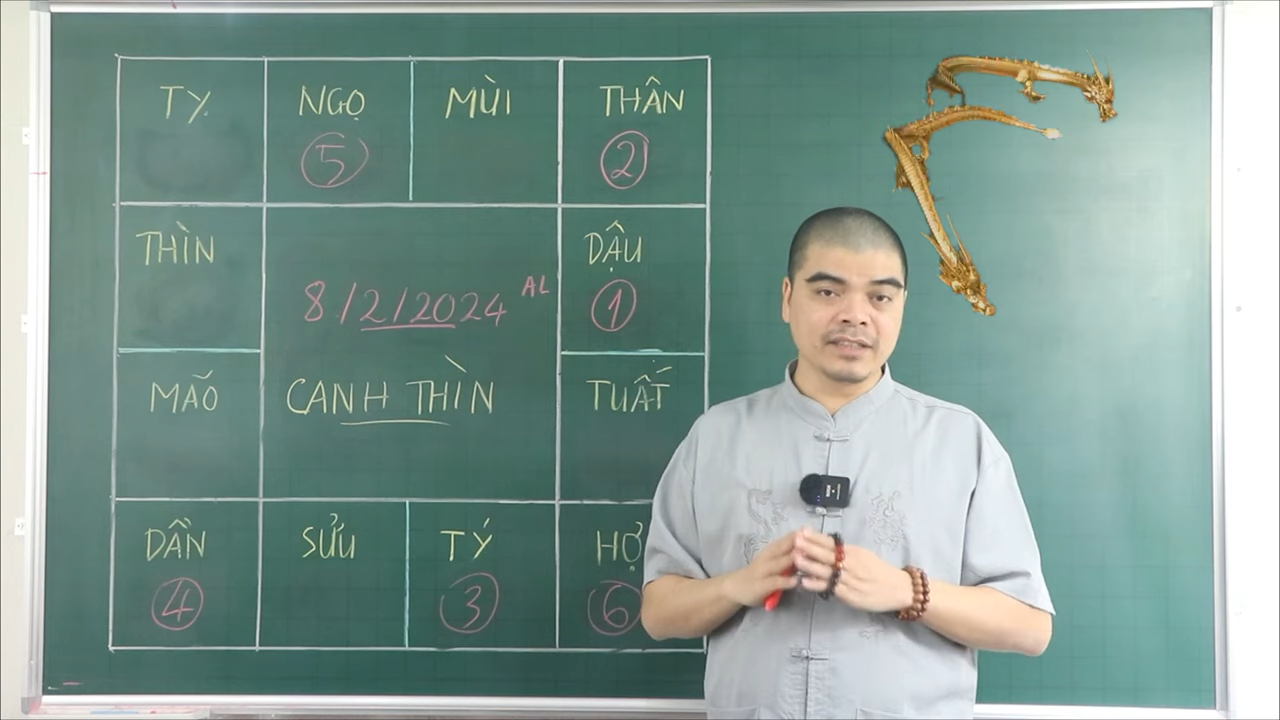 TỴ NGỌ MÙI THÂN
⑤ ②
THÌN DẬU
8/2/2024 AL
①
MÃO CANH THÌN TUẤT
DẦN SỬU TÝ HỢ
④ ③ ⑥